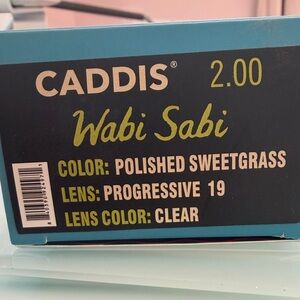 CADDIS® 2.00
Wabi Sabi
COLOR: POLISHED SWEETGRASS
LENS: PROGRESSIVE 19
LENS COLOR: CLEAR